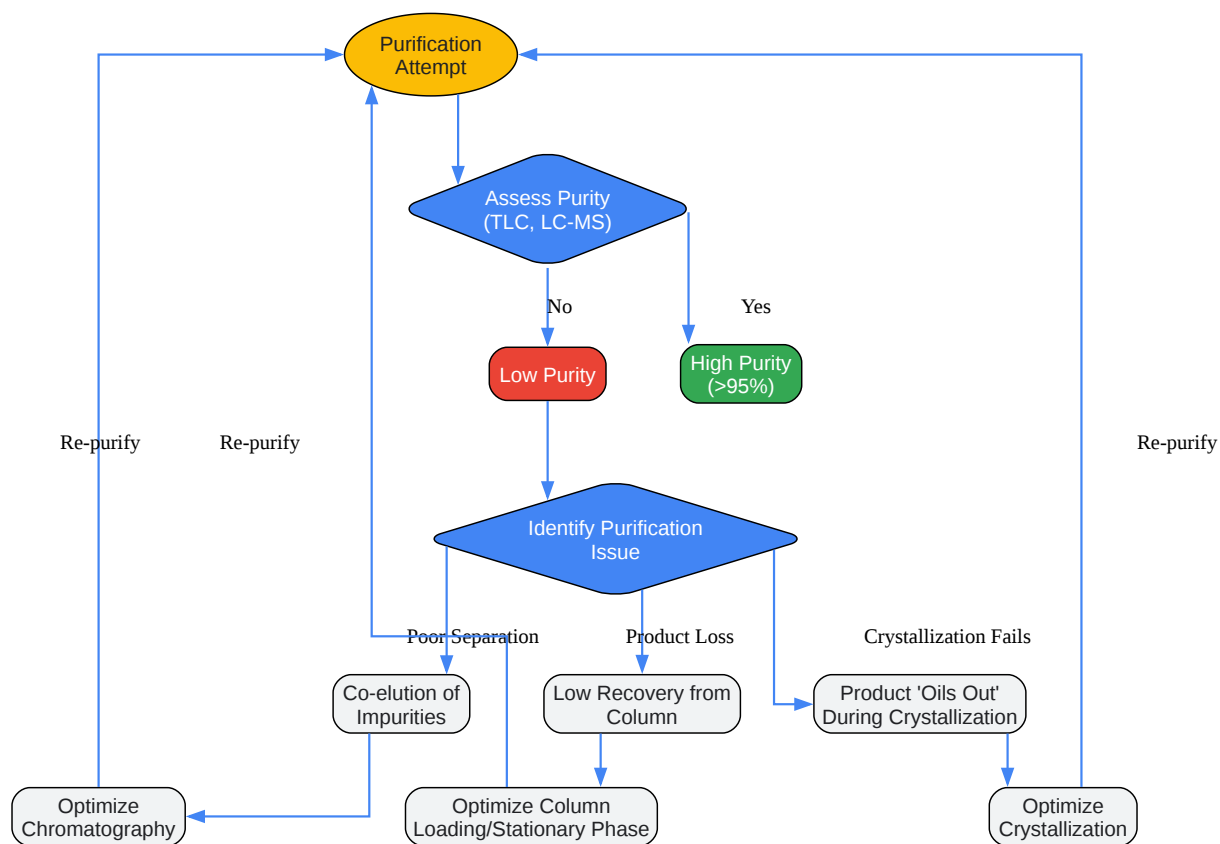 Purification
Attempt
Assess Purity
(TLC, LC-MS)
No
Yes
Low Purity
High Purity
(>95%)
Re-purify
Re-purify
Re-purify
Identify Purification
Issue
Poor Separation
Product Loss
Crystallization Fails
Co-elution of
Impurities
Low Recovery from
Column
Product 'Oils Out'
During Crystallization
Optimize
Chromatography
Optimize Column
Loading/Stationary Phase
Optimize
Crystallization